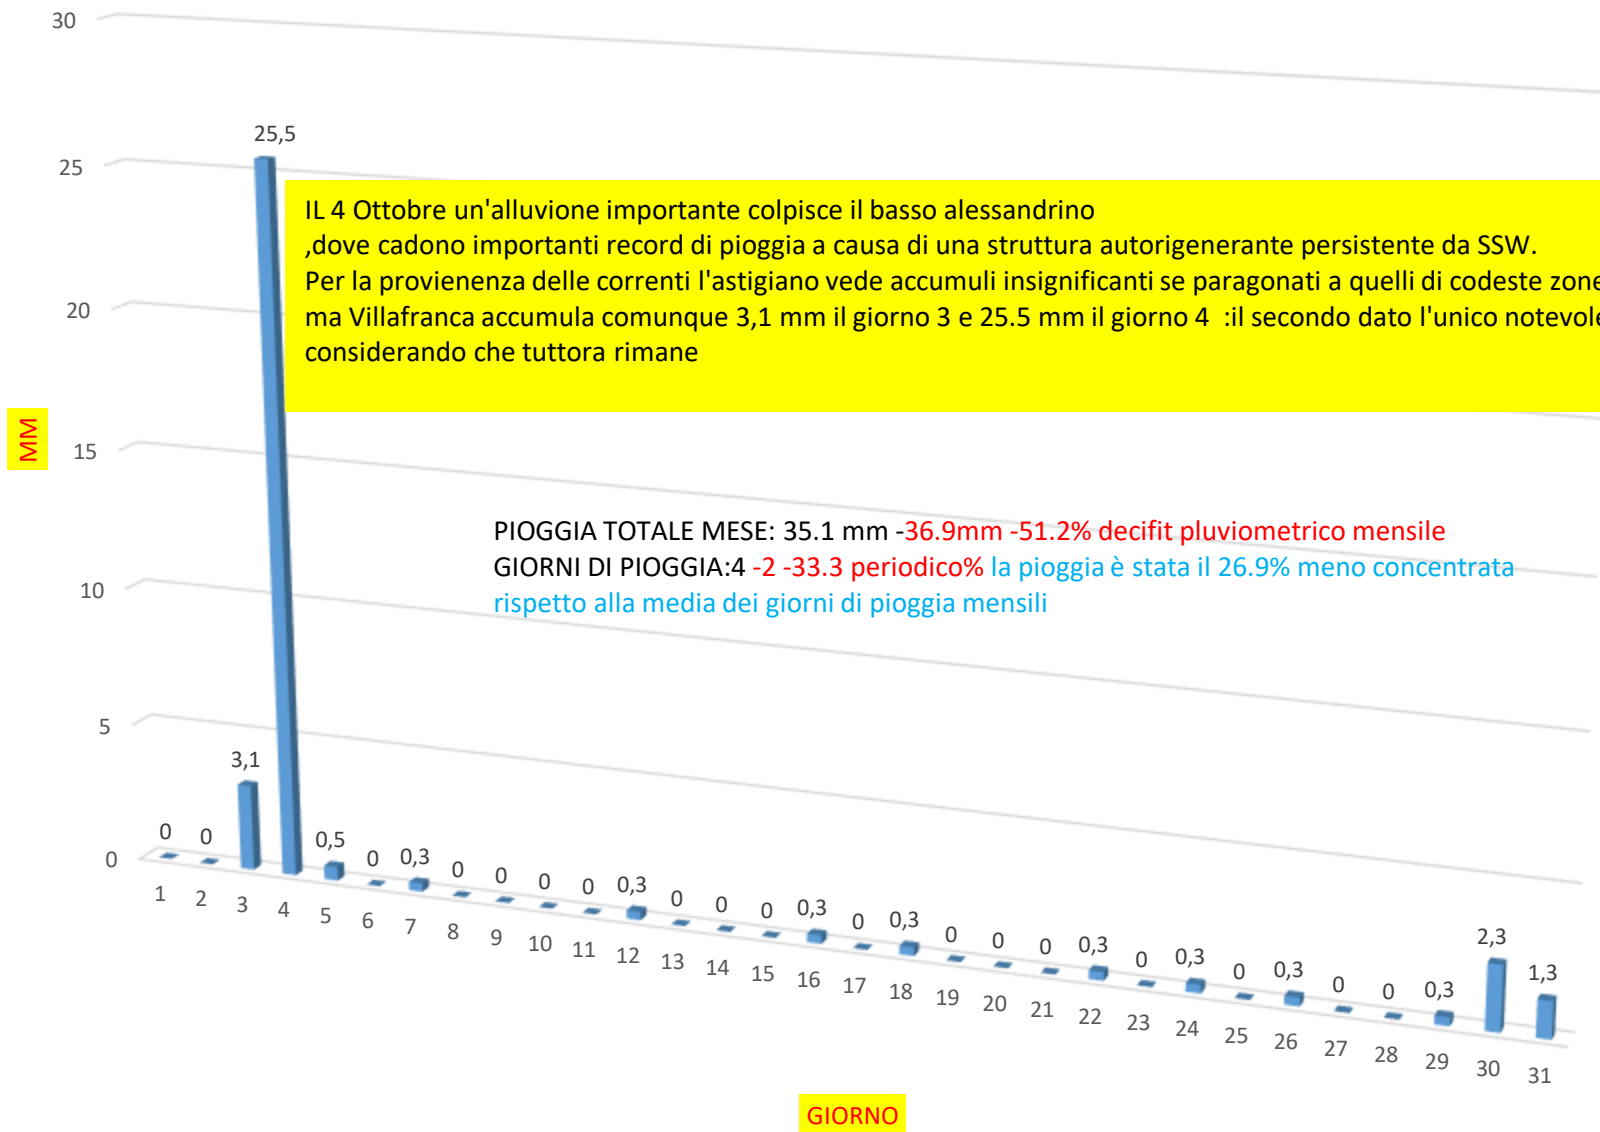 30
25,5
25
IL 4 Ottobre un'alluvione importante colpisce il basso alessandrino
,dove cadono importanti record di pioggia a causa di una struttura autorigenerante persistente da SSW.
Per la provienenza delle correnti l'astigiano vede accumuli insignificanti se paragonati a quelli di codeste zone
ma Villafranca accumula comunque 3,1 mm il giorno 3 e 25.5 mm il giorno 4 :il secondo dato l'unico notevole
considerando che tuttora rimane
20
MM
15
PIOGGIA TOTALE MESE: 35.1 mm -36.9mm -51.2% decifit pluviometrico mensile
GIORNI DI PIOGGIA:4 -2 -33.3 periodico% la pioggia è stata il 26.9% meno concentrata
rispetto alla media dei giorni di pioggia mensili
10
5
0
0 0 3,1 0,5 0 0,3 0 0 0 0 0,3 0 0 0 0,3 0 0,3 0 0 0 0,3 0 0,3 0 0,3 0 0 0,3 2,3 1,3
1 2 3 4 5 6 7 8 9 10 11 12 13 14 15 16 17 18 19 20 21 22 23 24 25 26 27 28 29 30 31
GIORNO